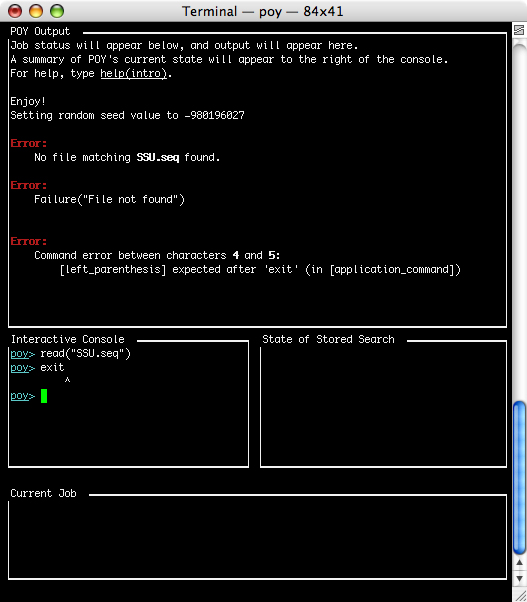 Terminal — poy — 84x41
POY Output
Job status will appear below, and output will appear here.
A summary of POY's current state will appear to the right of the console.
For help, type help(intro).
Enjoy!
Setting random seed value to -980196027
Error:
No file matching SSU.seq found.
Error:
Failure("File not found")
Error:
Command error between characters 4 and 5:
[left_parenthesis] expected after 'exit' (in [application_command])
Interactive Console
poy> read("SSU.seq")
poy> exit
^
poy>
State of Stored Search
Current Job